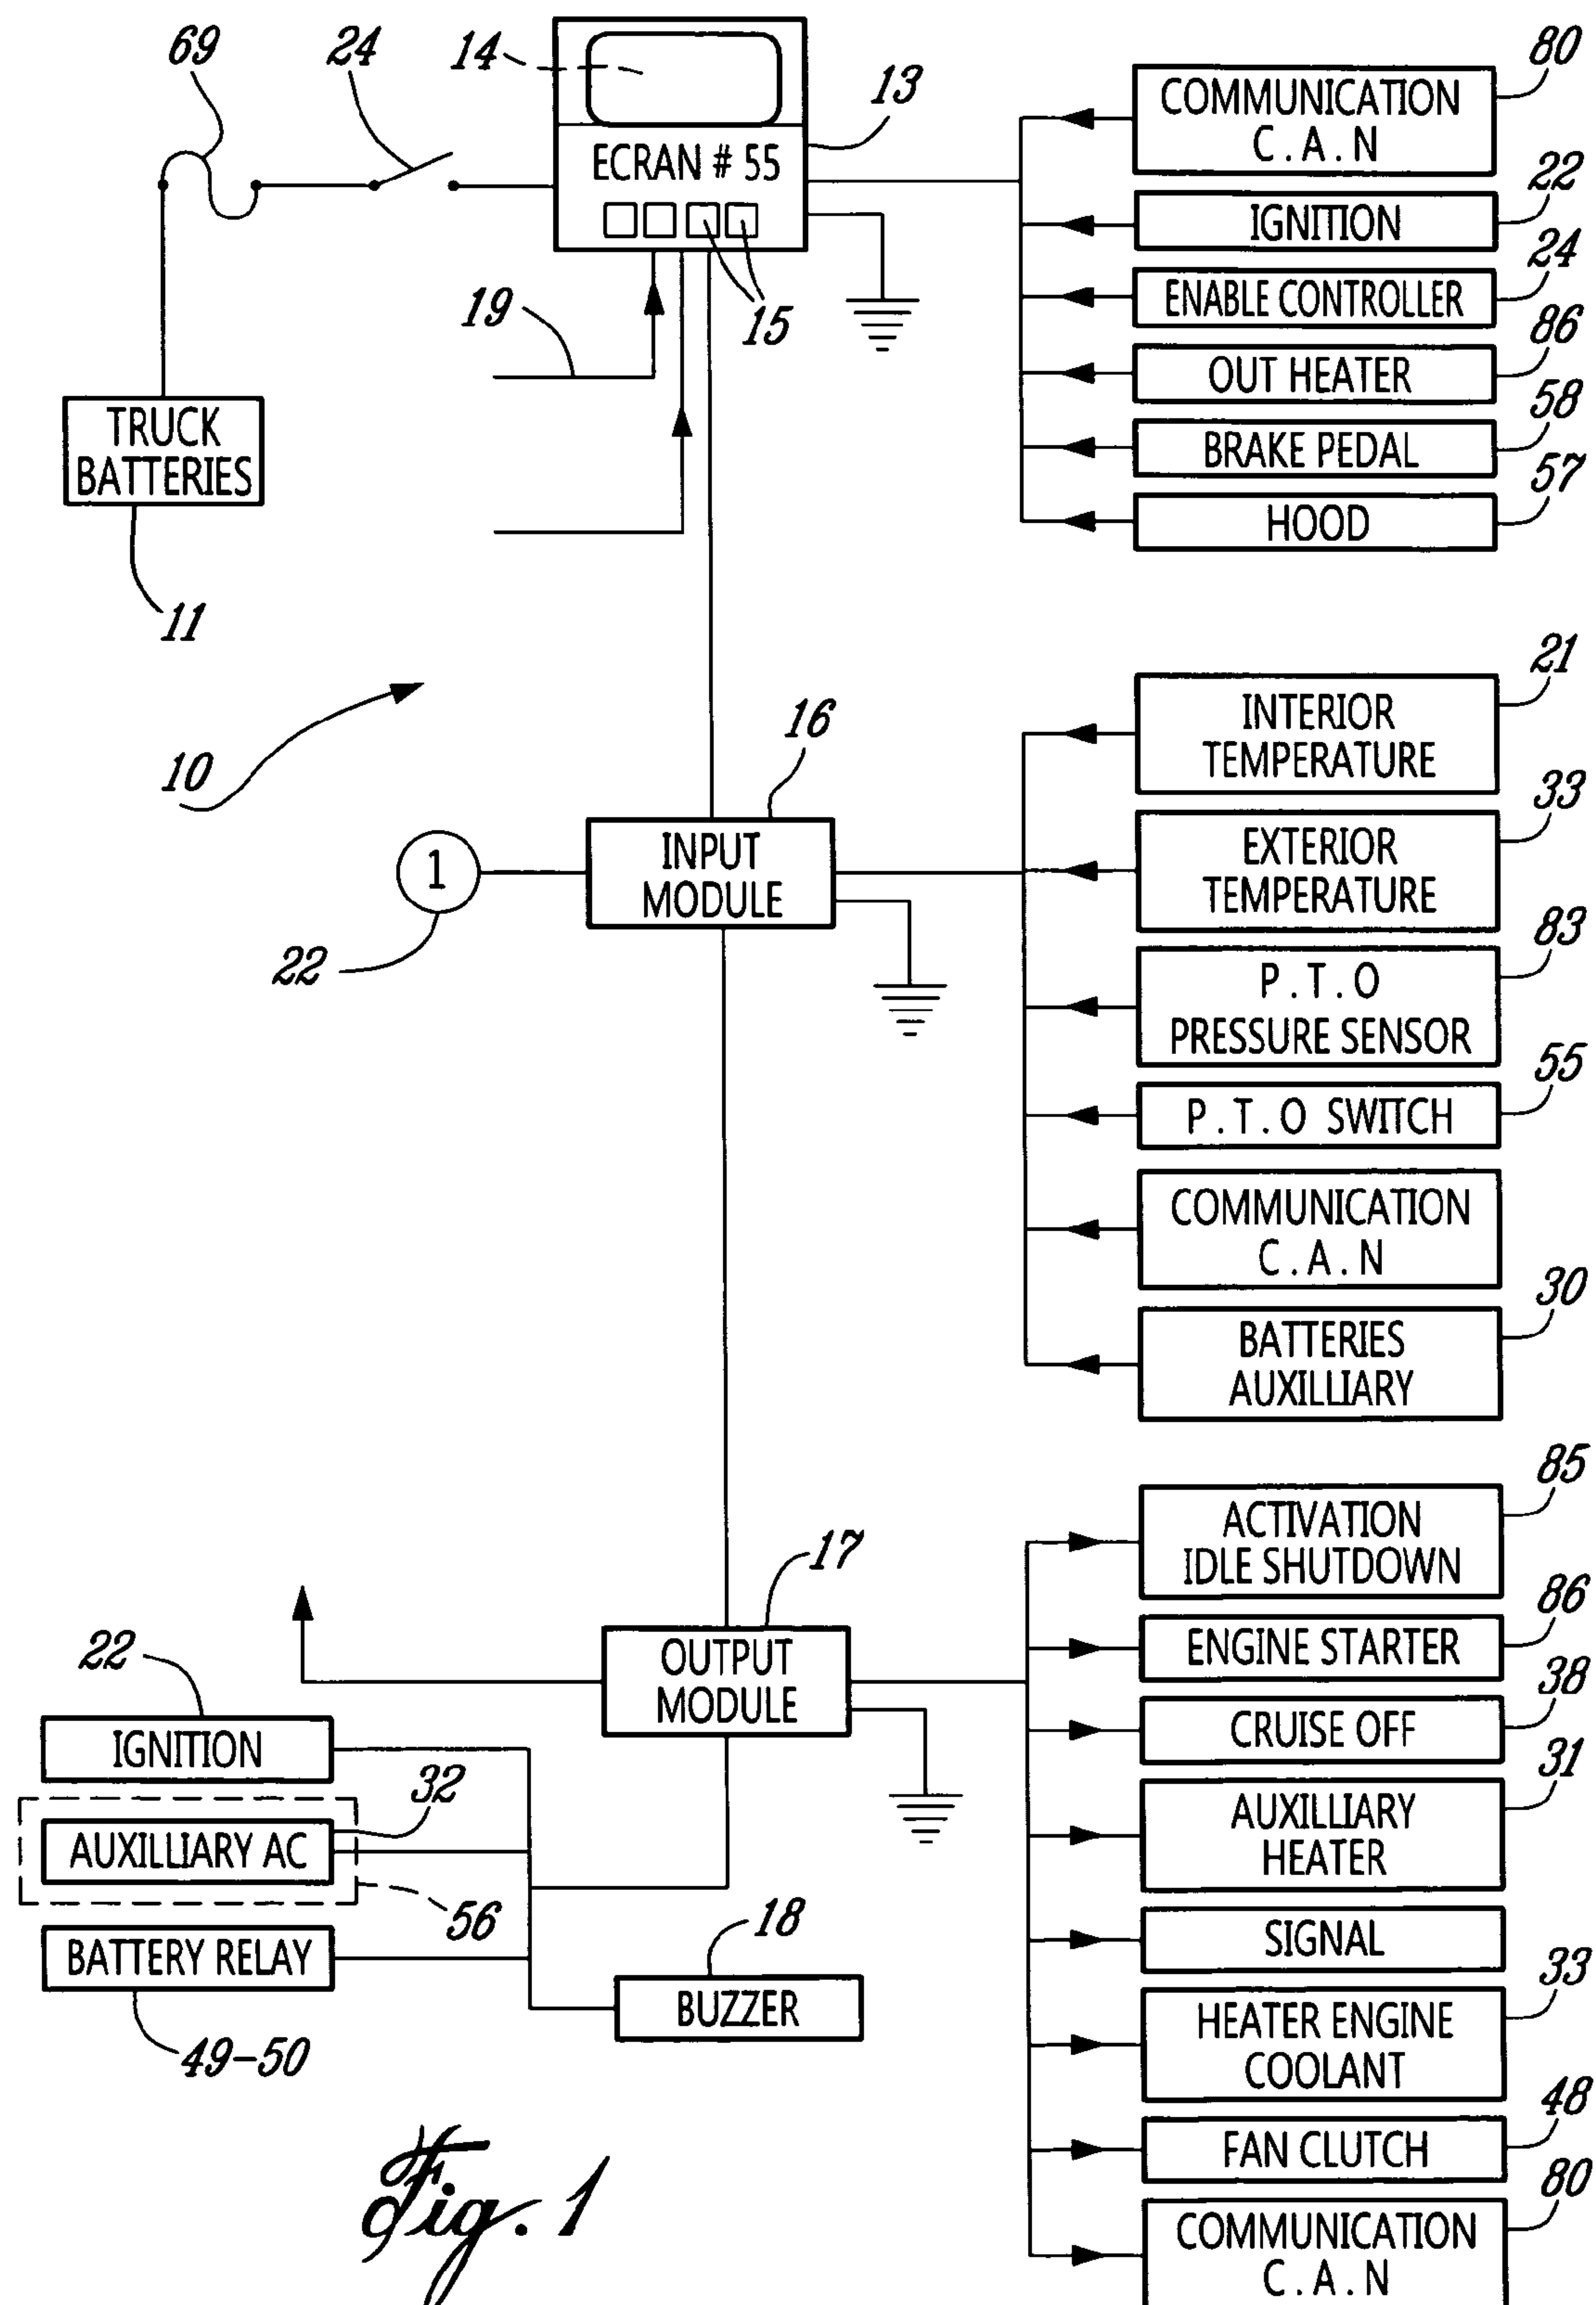 69
24
14
13
ECRAN # 55
15
19
TRUCK
BATTERIES
11
10
80
COMMUNICATION
C . A . N
22
IGNITION
24
ENABLE CONTROLLER
86
OUT HEATER
58
BRAKE PEDAL
57
HOOD
16
INPUT
MODULE
1
22
21
INTERIOR
TEMPERATURE
33
EXTERIOR
TEMPERATURE
83
P . T . O
PRESSURE SENSOR
55
P . T . O SWITCH
COMMUNICATION
C . A . N
30
BATTERIES
AUXILLIARY
17
OUTPUT
MODULE
22
IGNITION
32
AUXILLIARY AC
56
BATTERY RELAY
49-50
18
BUZZER
85
ACTIVATION
IDLE SHUTDOWN
86
ENGINE STARTER
38
CRUISE OFF
31
AUXILLIARY
HEATER
SIGNAL
33
HEATER ENGINE
COOLANT
48
FAN CLUTCH
80
COMMUNICATION
C . A . N
Fig. 1